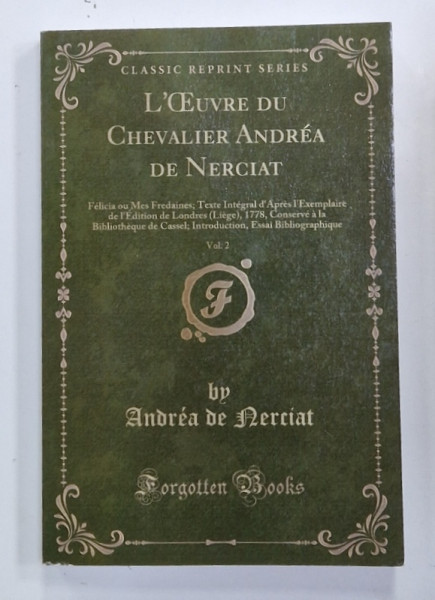 CLASSIC REPRINT SERIES
L'ŒUVRE DU
CHEVALIER ANDRÉA
DE NERCIAT
Félicia ou Mes Fredaines; Texte Intégral d'Après l'Exemplaire
de l'Édition de Londres (Liége), 1778, Conservé à la
Bibliothèque de Cassel; Introduction, Essai Bibliographique
Vol. 2
F
by
Andréa de Nerciat
Forgotten Books